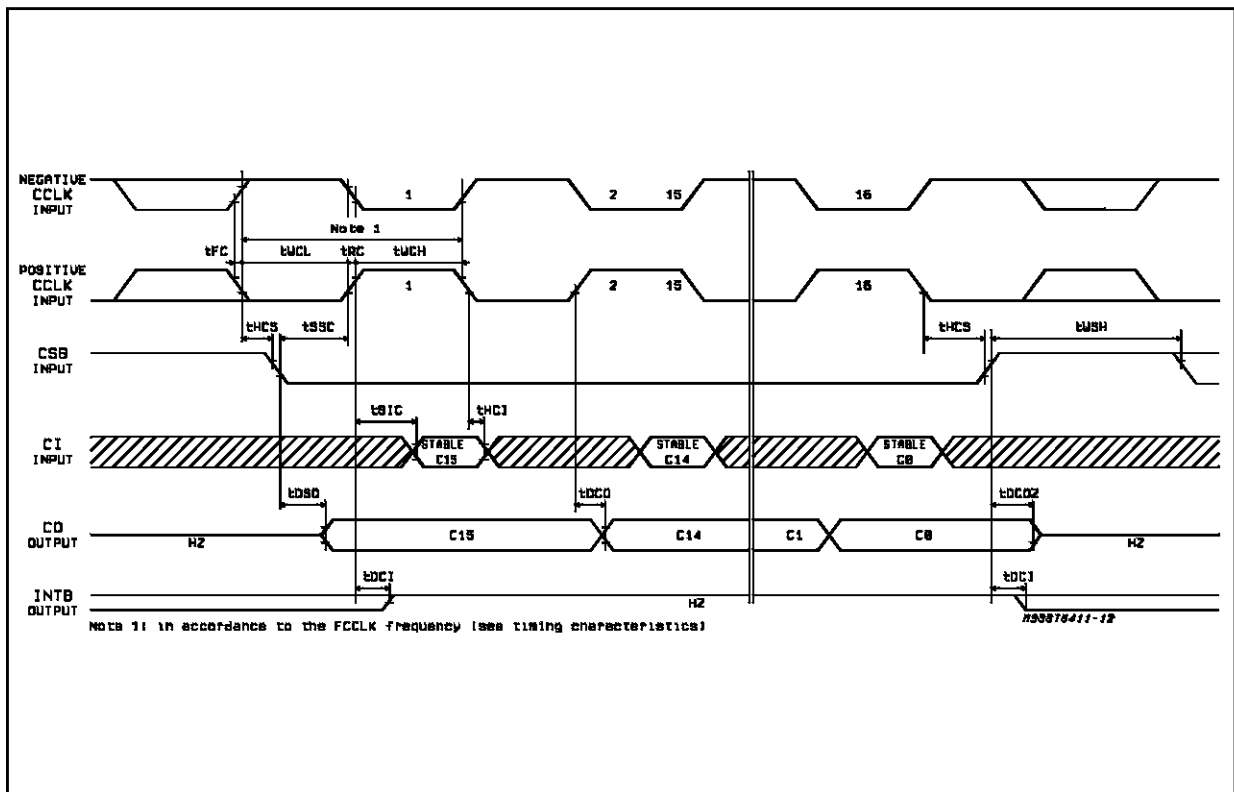 NEGATIVE
CCLK
INPUT
1
2
15
16
Note 1
tFC
tWCL
tRC
tWCH
POSITIVE
CCLK
INPUT
1
2
15
16
tHCS
tSSC
tHCS
tWSH
CSB
INPUT
tSIC
tHCI
CI
INPUT
STABLE
C15
STABLE
C14
STABLE
C0
tDSO
tDCO
tDCOZ
CO
OUTPUT
HZ
C15
C14
C1
C0
HZ
tDCI
tDCI
INTB
OUTPUT
HZ
Note 1: in accordance to the FCCLK frequency (see timing characteristics)